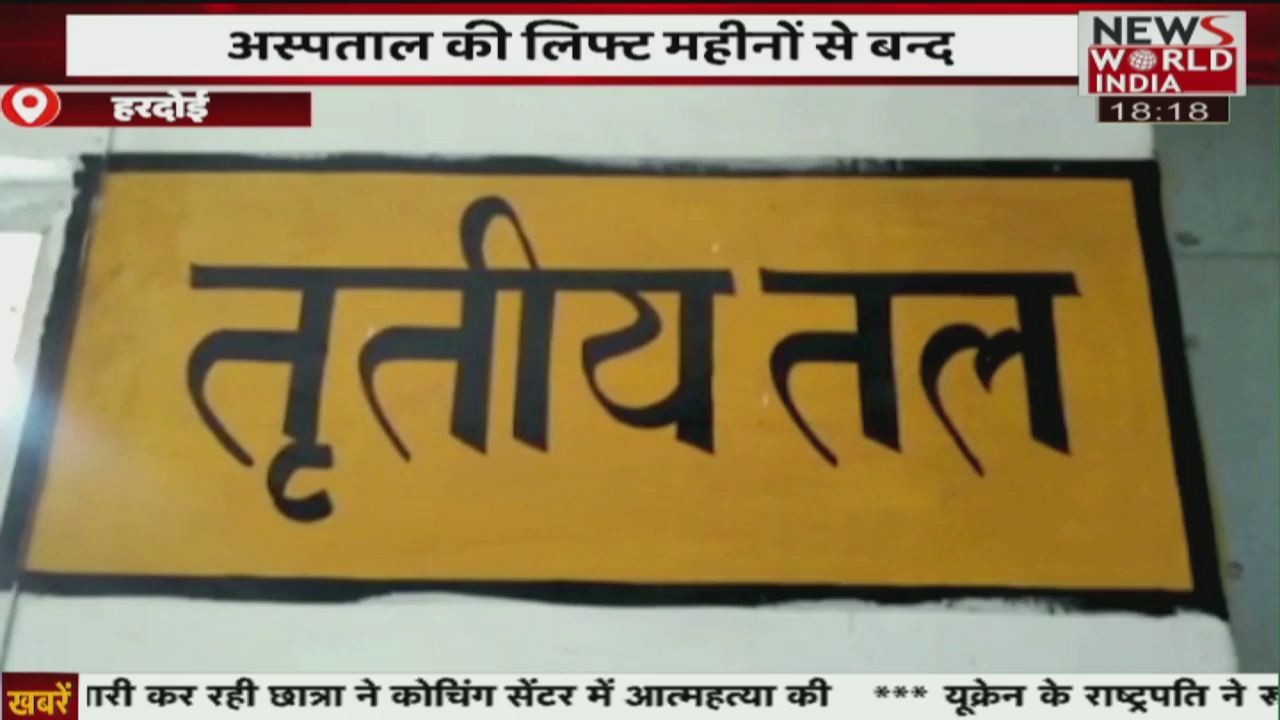 अस्पताल की लिफ्ट महीनों से बन्द
NEWS
WORLD
INDIA
18:18
हरदोई
तृतीय तल
खबरें
कर रही छात्रा ने कोचिंग सेंटर में आत्महत्या की *** यूक्रेन के राष्ट्रपति ने